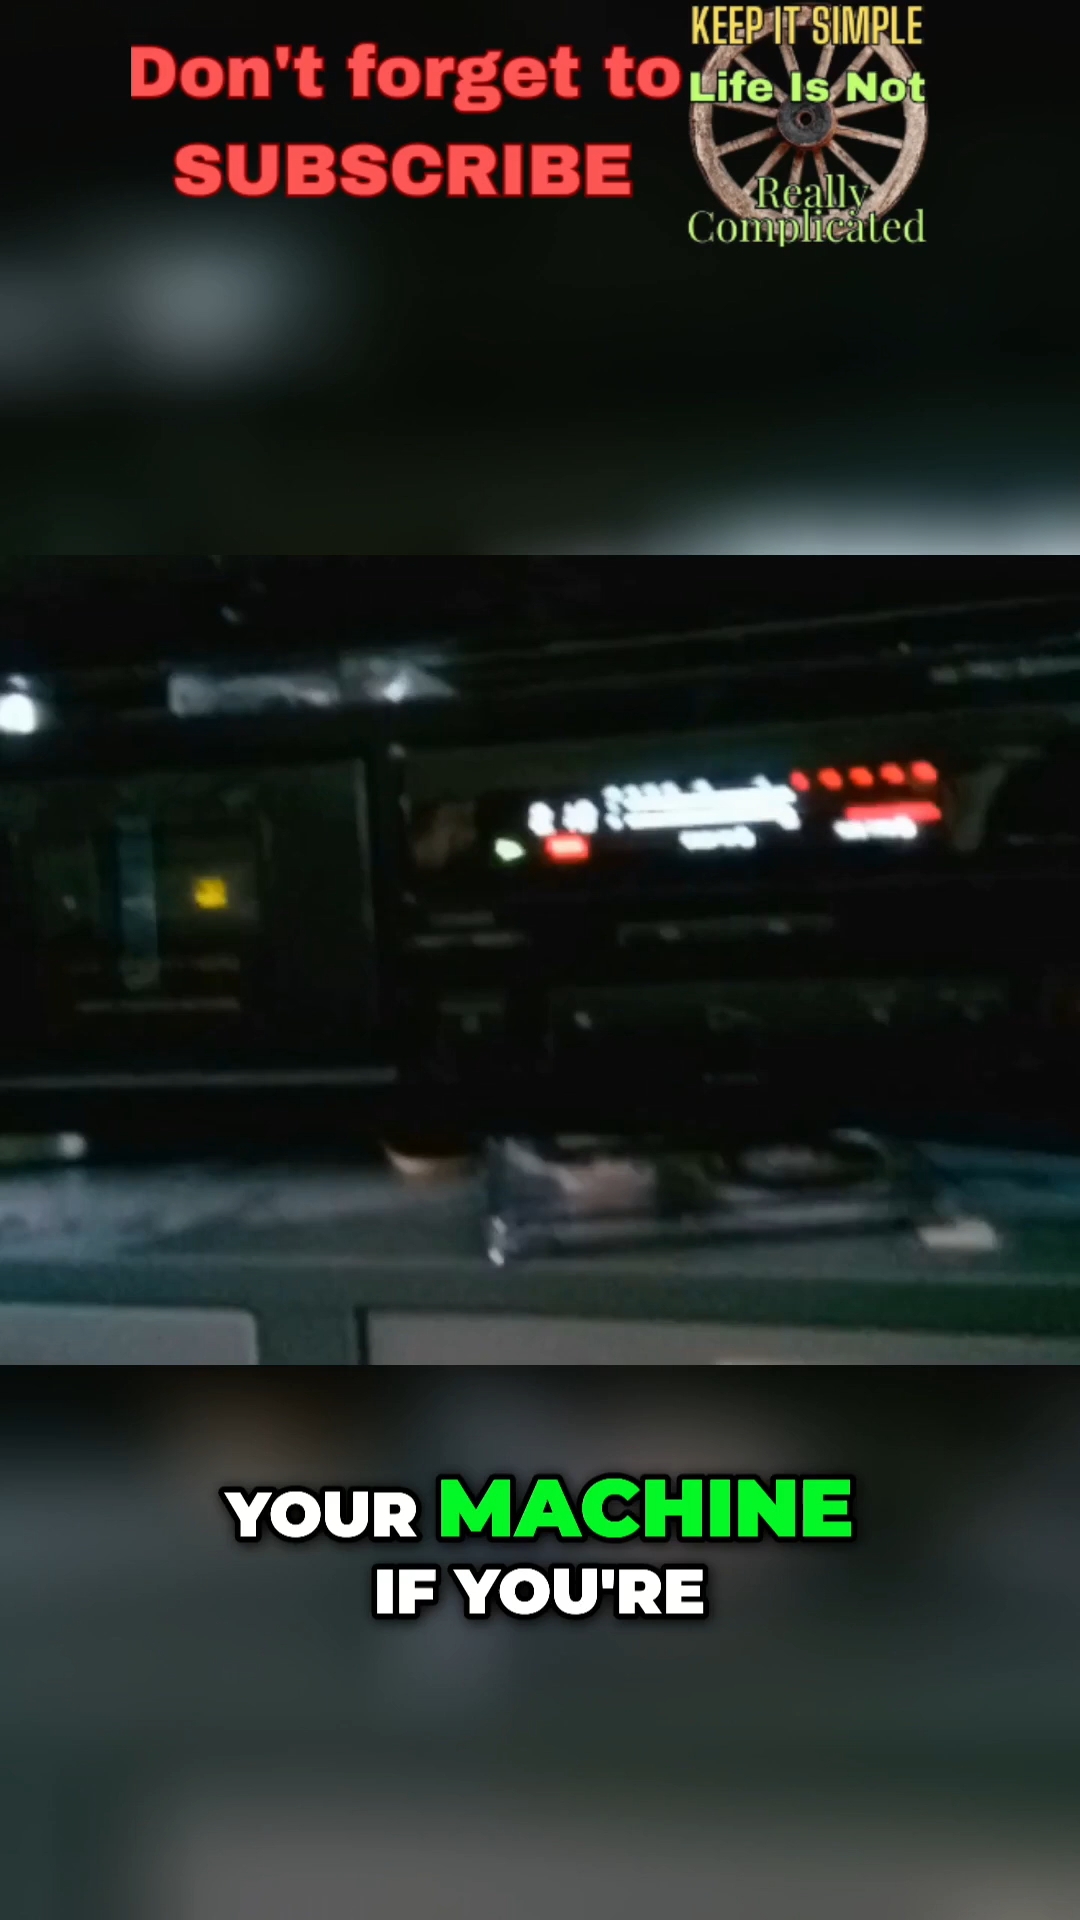 Don't forget to
SUBSCRIBE
KEEP IT SIMPLE
Life Is Not
Really
Complicated
YOUR MACHINE
IF YOU'RE